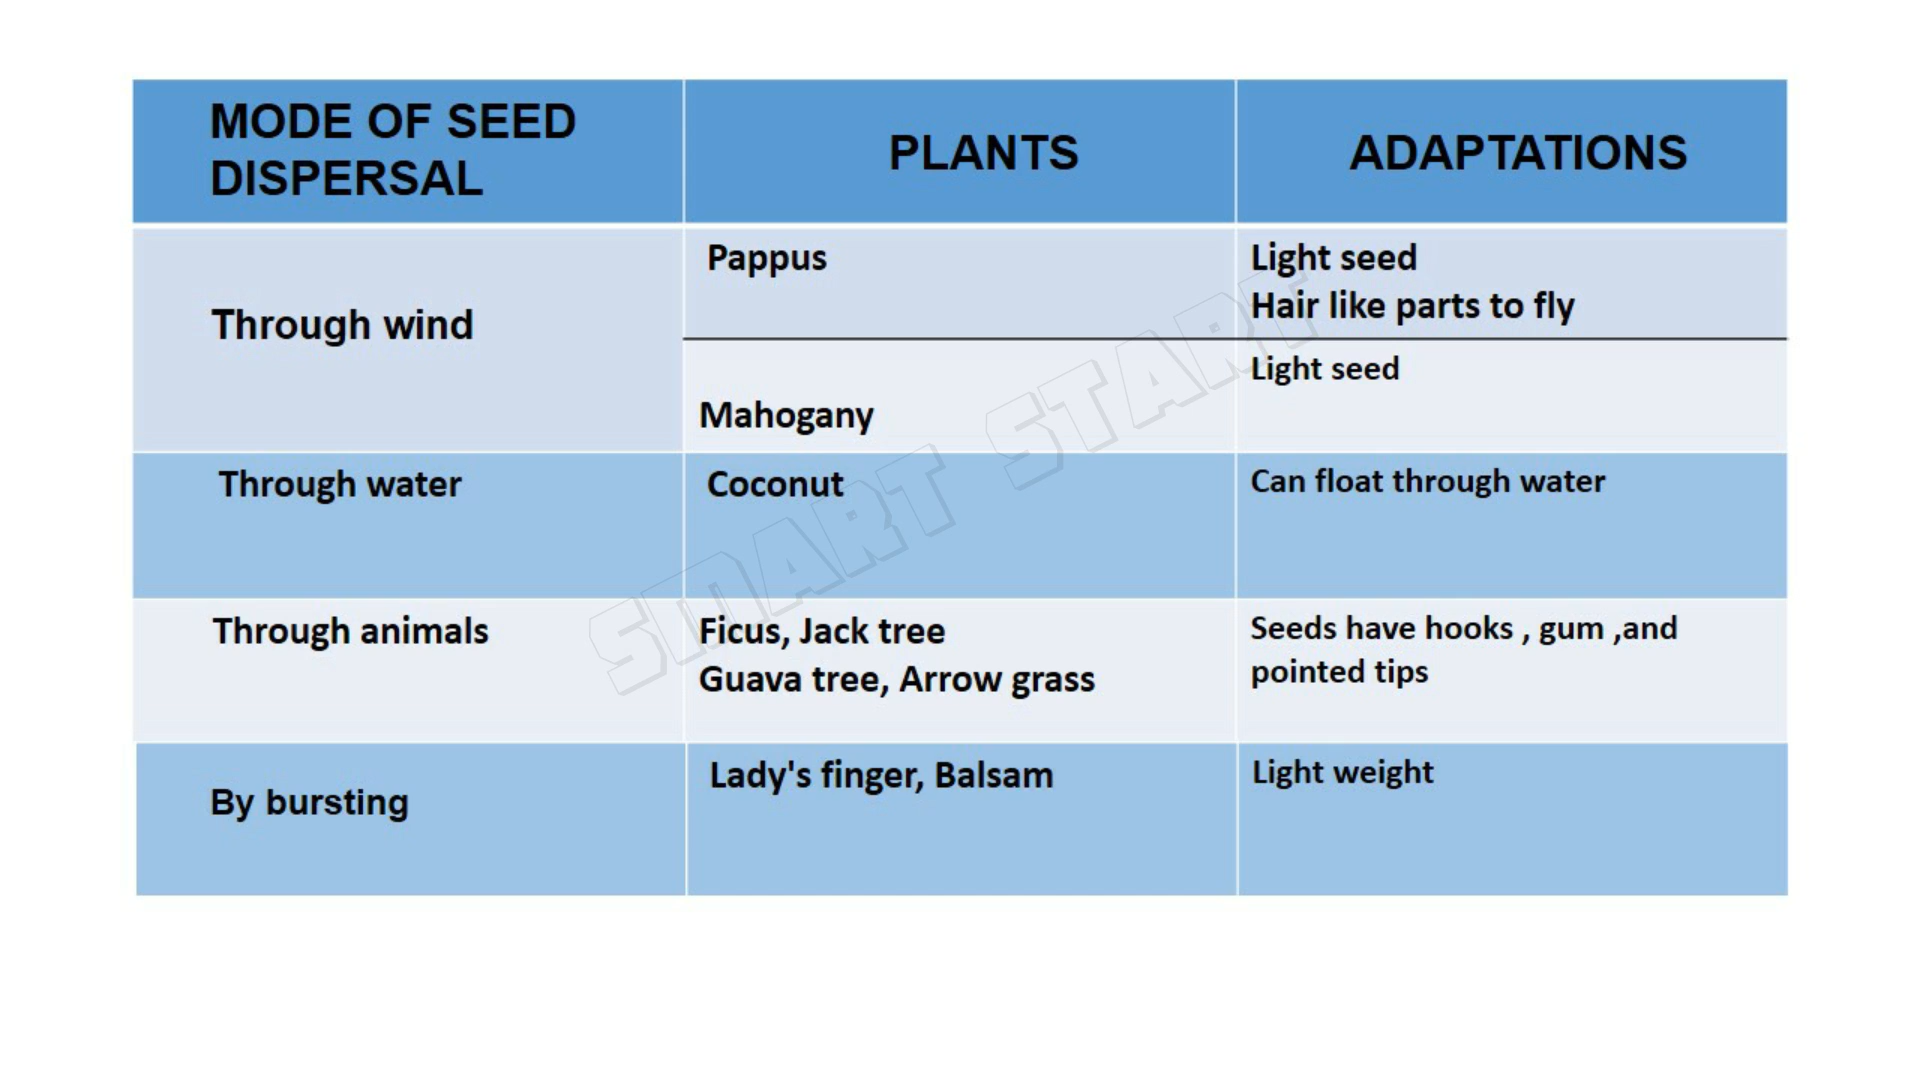 MODE OF SEED
DISPERSAL
PLANTS
ADAPTATIONS
Through wind
Pappus
Light seed
Hair like parts to fly
Mahogany
Light seed
Through water
Coconut
Can float through water
Through animals
Ficus, Jack tree
Guava tree, Arrow grass
Seeds have hooks , gum ,and
pointed tips
By bursting
Lady's finger, Balsam
Light weight
SMART START